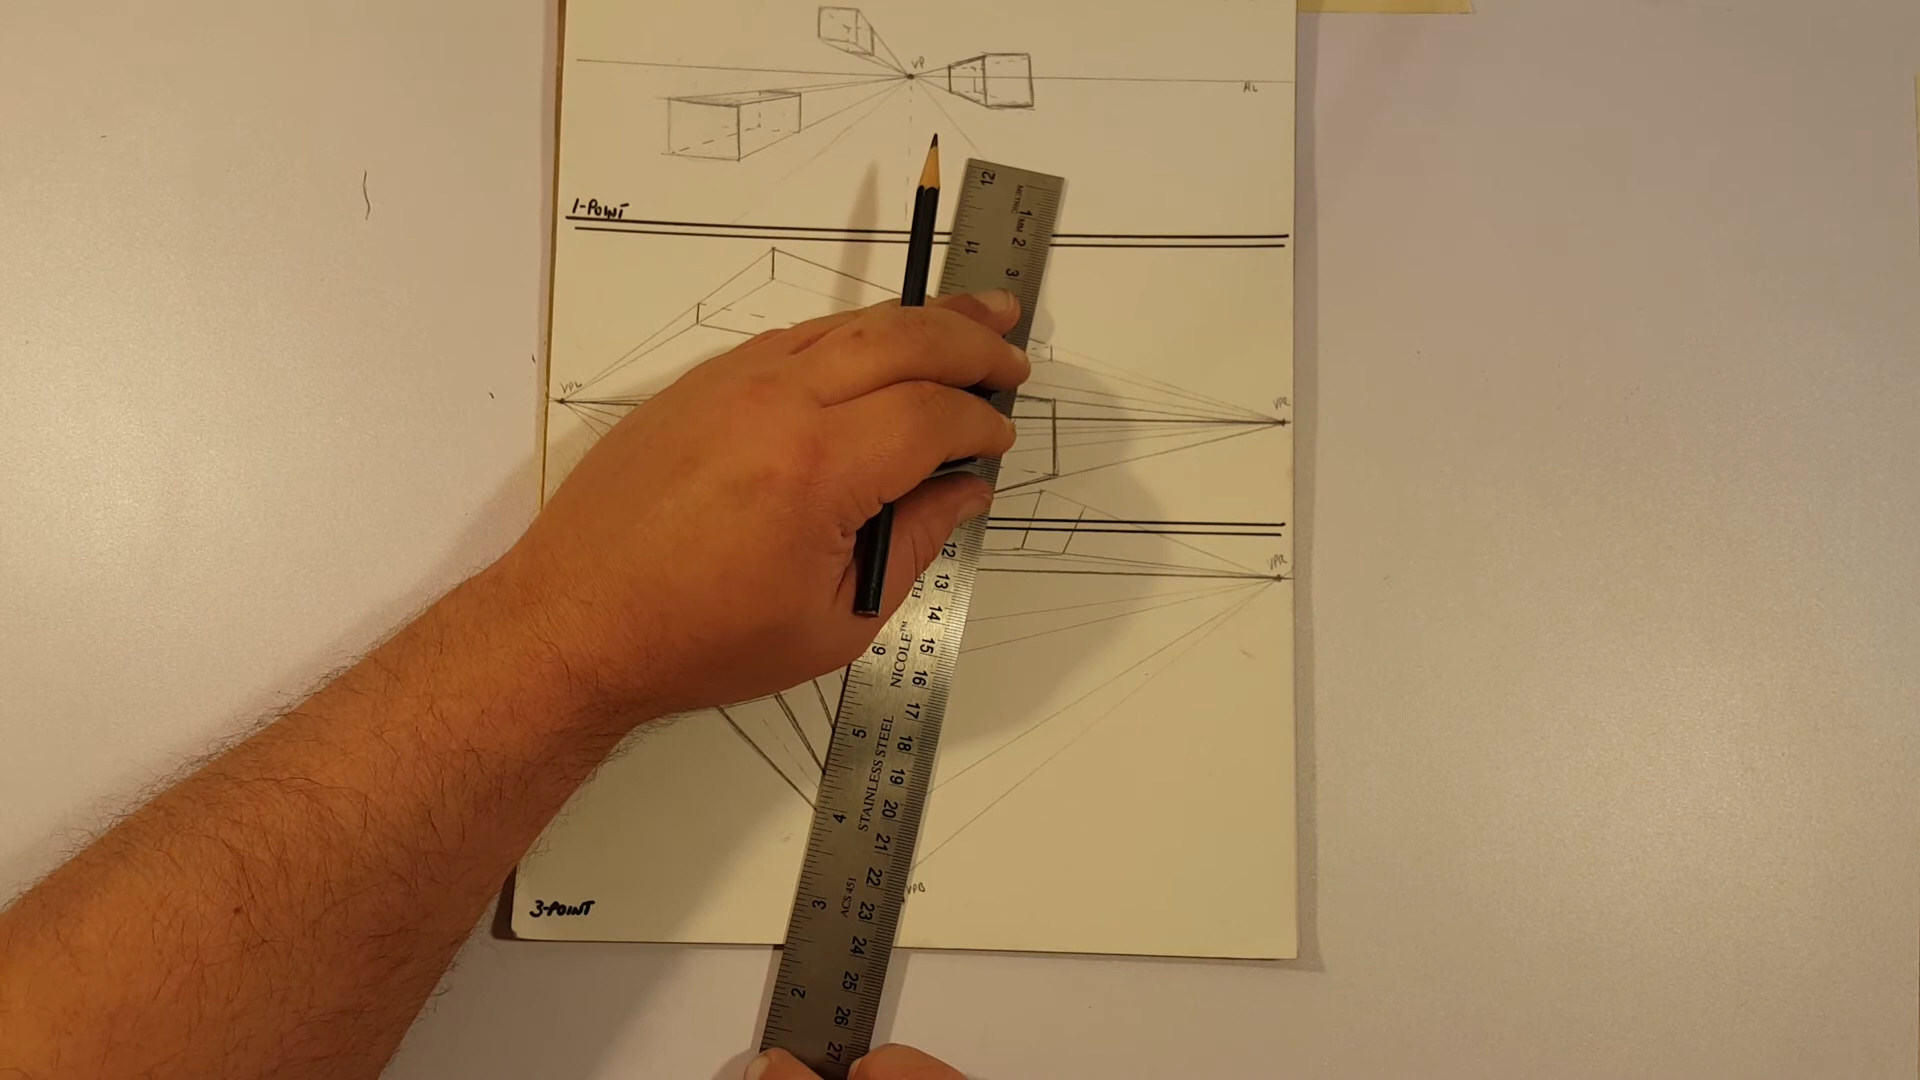 VP
HL
1-POINT
12
METRIC 1 MM 2 3
11
VPL
VPR
VPR
12 13 14 15 16 17 18 19 20 21 22 23 24 25 26 27
NICOLE™
STAINLESS STEEL
ACS 451
6 5 4 3 2
VPB
3-POINT